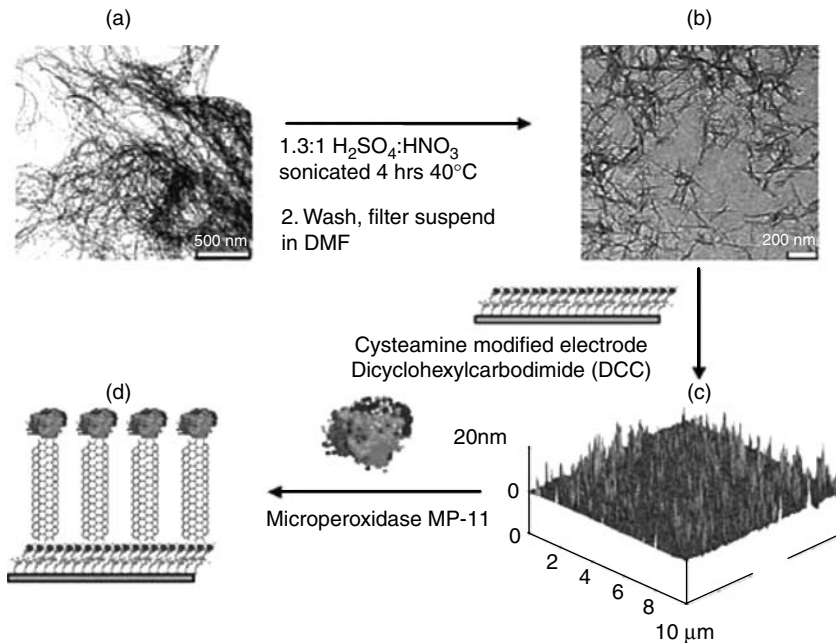 (a)
(b)
500 nm
1.3:1 H₂SO₄:HNO₃
sonicated 4 hrs 40°C
2. Wash, filter suspend
in DMF
200 nm
Cysteamine modified electrode
Dicyclohexylcarbodimide (DCC)
(d)
(c)
20nm
0
0
2
4
6
8
10 μm
Microperoxidase MP-11